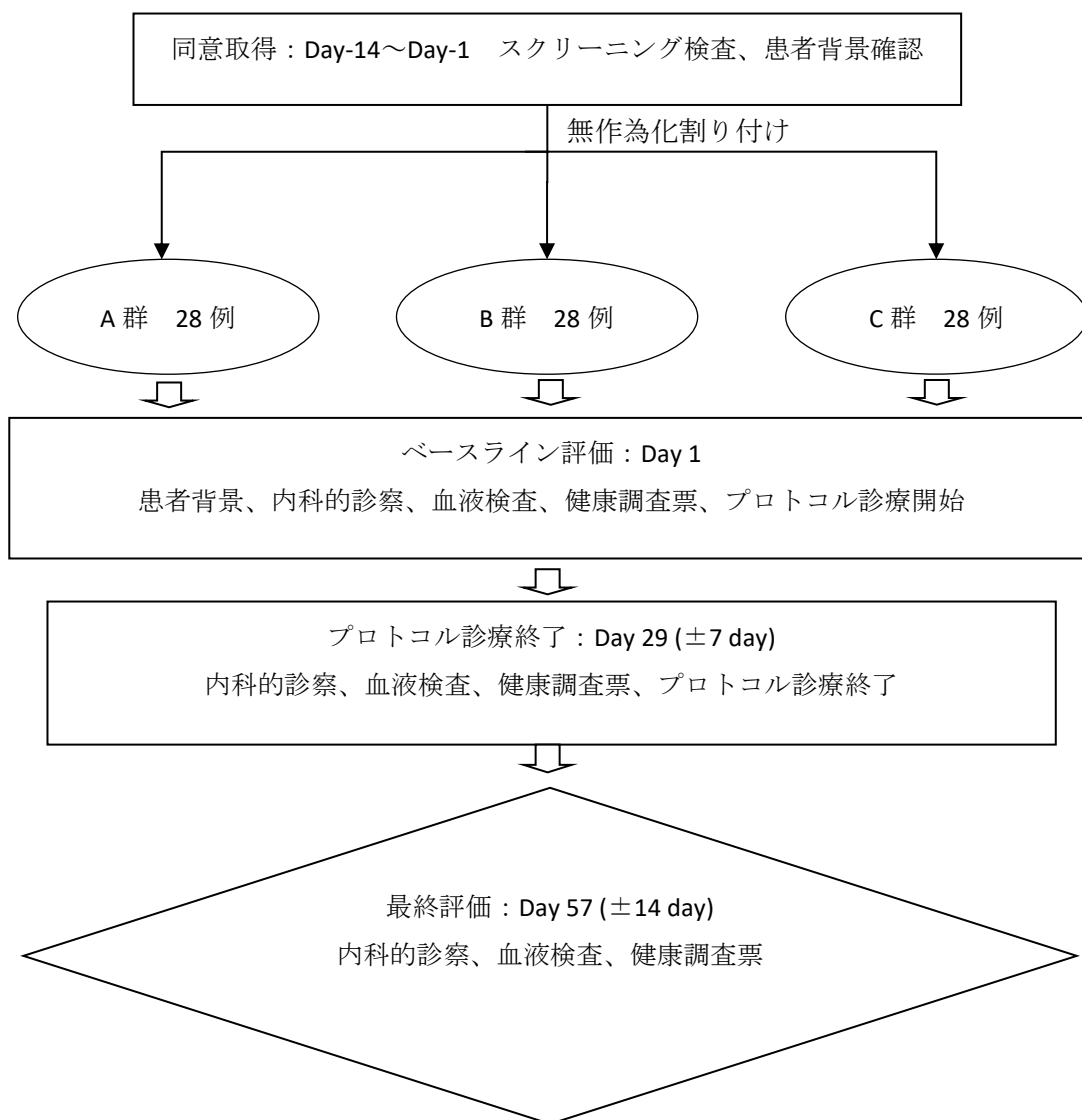 同意取得：Day-14～Day-1　スクリーニング検査、患者背景確認
無作為化割り付け
A 群　28 例
B 群　28 例
C 群　28 例
ベースライン評価：Day 1
患者背景、内科的診察、血液検査、健康調査票、プロトコル診療開始
プロトコル診療終了：Day 29 (±7 day)
内科的診察、血液検査、健康調査票、プロトコル診療終了
最終評価：Day 57 (±14 day)
内科的診察、血液検査、健康調査票